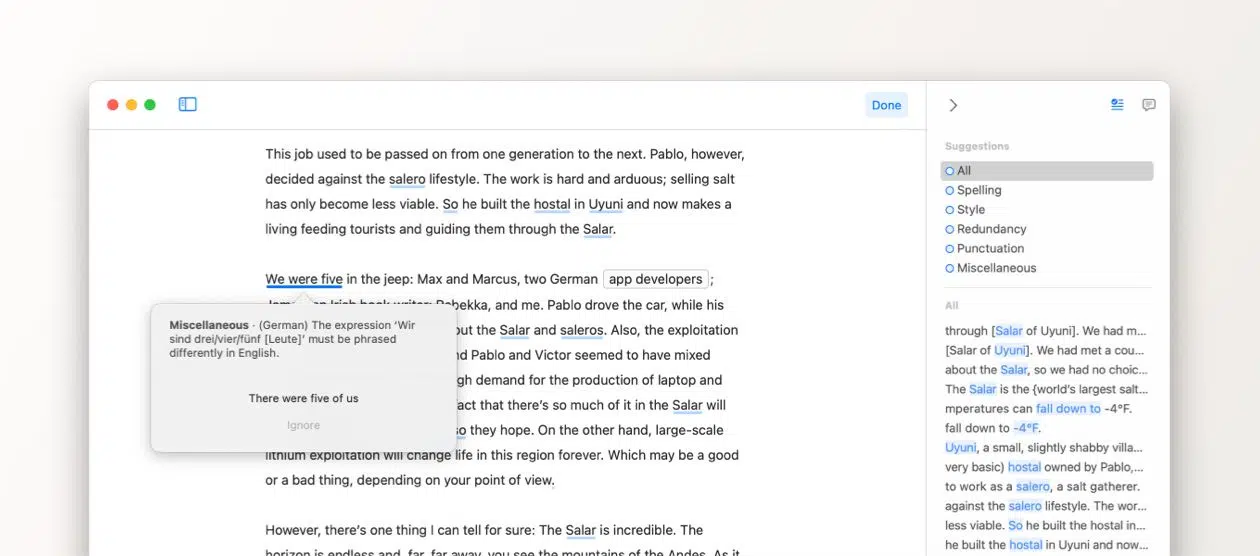 Done
This job used to be passed on from one generation to the next. Pablo, however,
decided against the salero lifestyle. The work is hard and arduous; selling salt
has only become less viable. So he built the hostal in Uyuni and now makes a
living feeding tourists and guiding them through the Salar.
We were five in the jeep: Max and Marcus, two German app developers ;
book writer; Rebekka, and me. Pablo drove the car, while his
Miscellaneous · (German) The expression ‘Wir
sind drei/vier/fünf [Leute]’ must be phrased
differently in English.
There were five of us
Ignore
out the Salar and saleros. Also, the exploitation
nd Pablo and Victor seemed to have mixed
gh demand for the production of laptop and
fact that there’s so much of it in the Salar will
so they hope. On the other hand, large-scale
lithium exploitation will change life in this region forever. Which may be a good
or a bad thing, depending on your point of view.
However, there’s one thing I can tell for sure: The Salar is incredible. The
horizon is endless and, far, far away, you see the mountains of the Andes. As it
Suggestions
All
Spelling
Style
Redundancy
Punctuation
Miscellaneous
All
through [Salar of Uyuni]. We had m...
[Salar of Uyuni]. We had met a cou...
about the Salar, so we had no choic...
The Salar is the {world’s largest salt...
mperatures can fall down to -4°F.
fall down to -4°F.
Uyuni, a small, slightly shabby villa...
very basic) hostal owned by Pablo,...
to work as a salero, a salt gatherer.
against the salero lifestyle. The wor...
less viable. So he built the hostal in...
he built the hostal in Uyuni and now m...